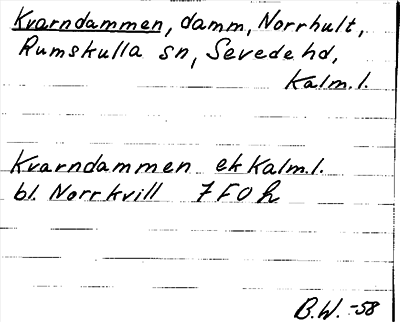 Kvarndammen, damm, Norrhult,
Rumskulla sn, Sevede hd,
Kalm. l.
Kvarndammen ek Kalm. l.
bl. Norrkvill 7 F 0 h
B.W. -58